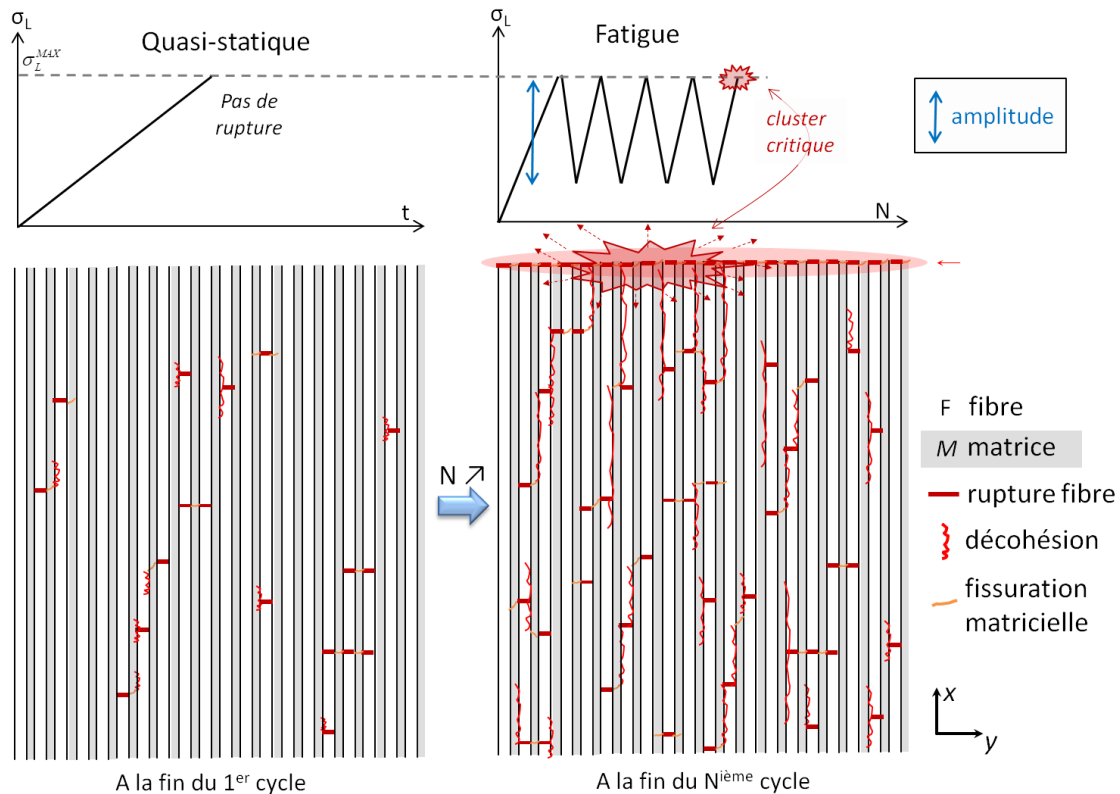 σL
Quasi-statique
σL MAX
Pas de
rupture
t
σL
Fatigue
cluster
critique
N
amplitude
N ↗
F fibre
M matrice
rupture fibre
décohésion
fissuration
matricielle
x
y
A la fin du 1er cycle
A la fin du Nième cycle